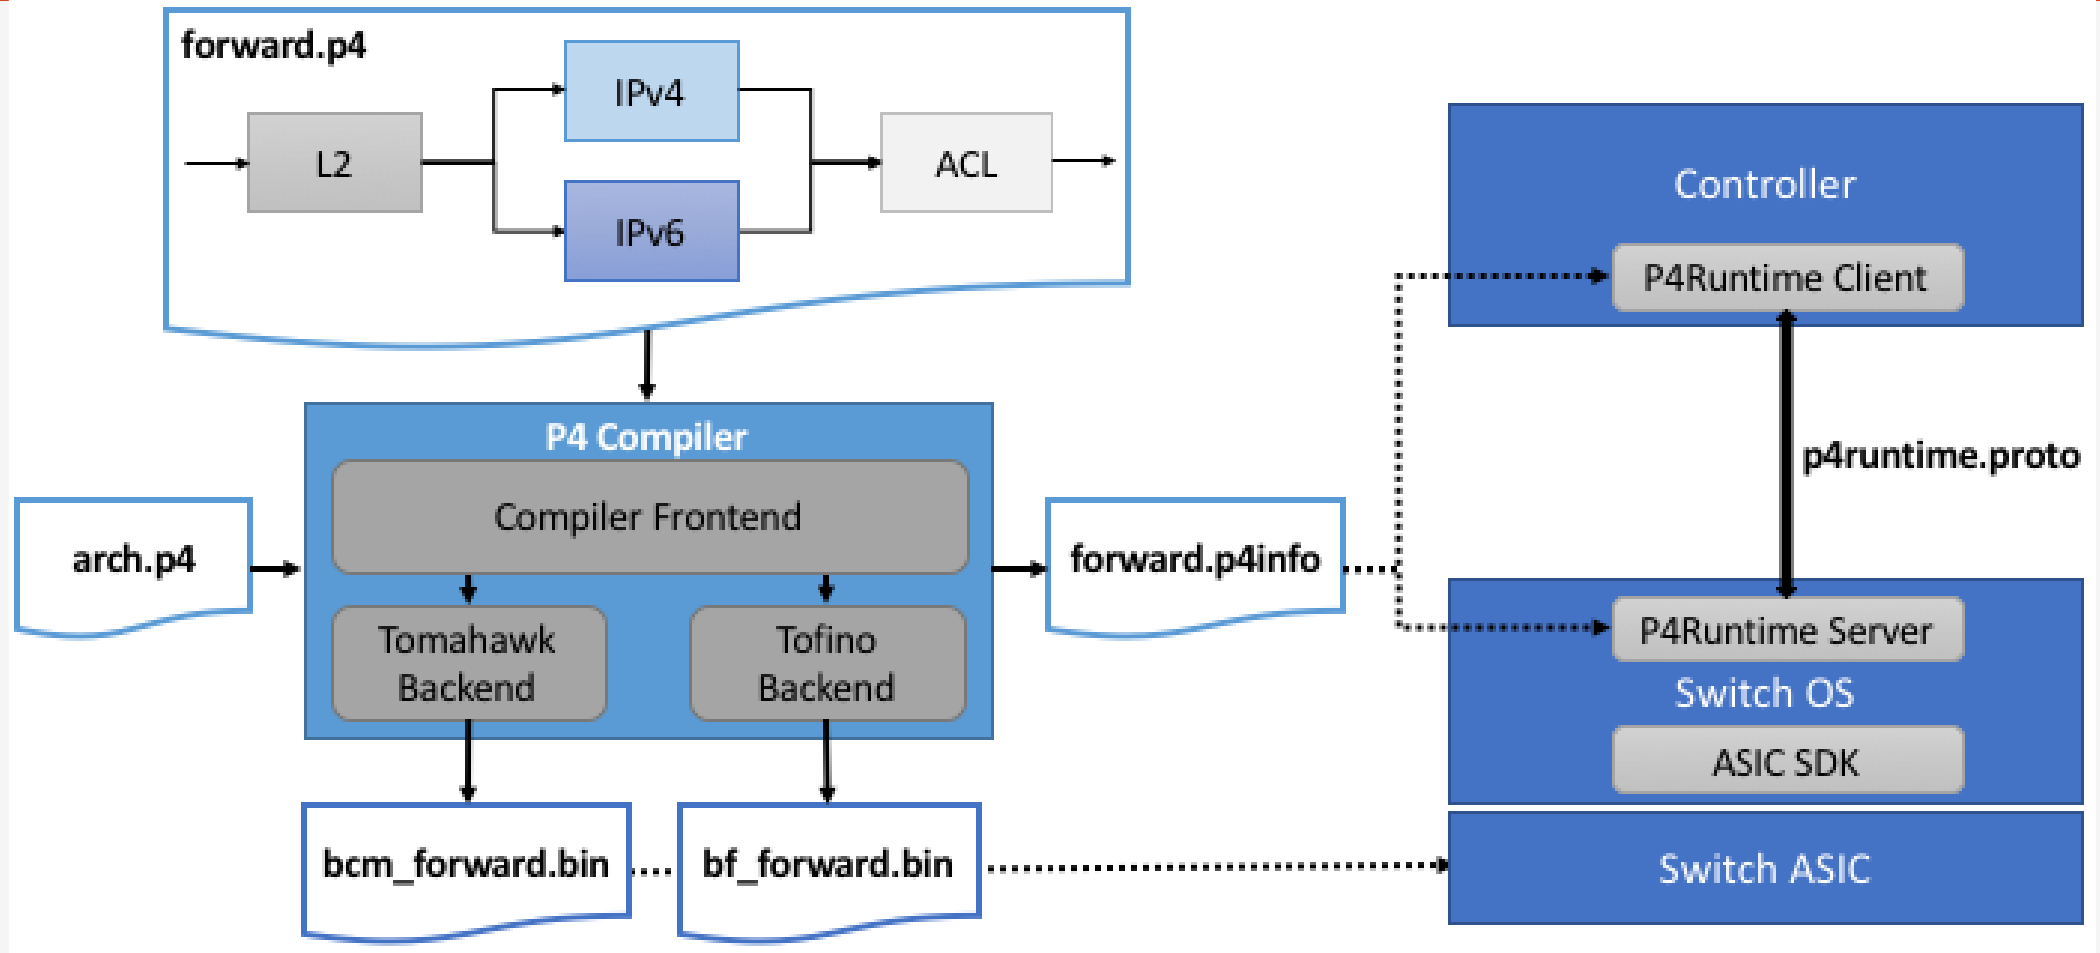 forward.p4
L2
IPv4
IPv6
ACL
P4 Compiler
Compiler Frontend
Tomahawk
Backend
Tofino
Backend
arch.p4
forward.p4info
bcm_forward.bin
bf_forward.bin
Controller
P4Runtime Client
p4runtime.proto
P4Runtime Server
Switch OS
ASIC SDK
Switch ASIC